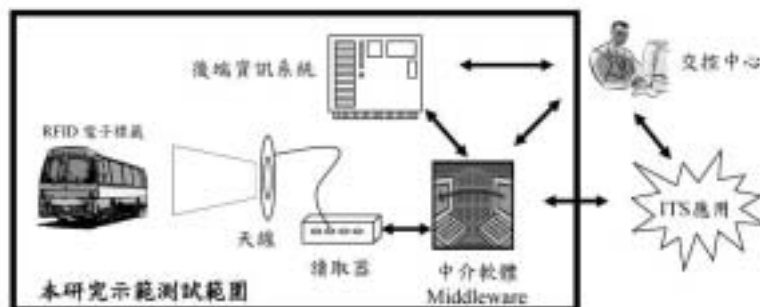 後端資訊系統
交控中心
RFID 電子標籤
ITS應用
天線
讀取器
中介軟體
Middleware
本研究示範測試範圍